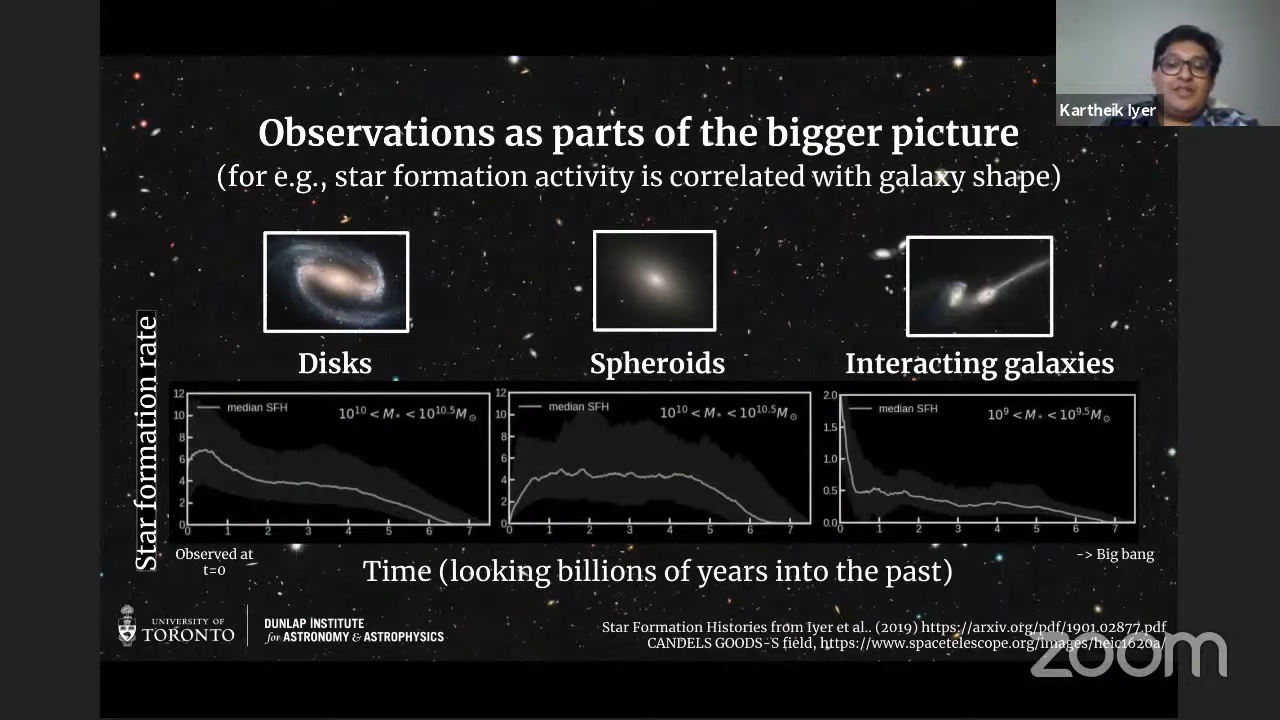 Kartheik Iyer
Observations as parts of the bigger picture
(for e.g., star formation activity is correlated with galaxy shape)
Disks
Spheroids
Interacting galaxies
Star formation rate
12
10
8
6
4
2
0
median SFH
10^10 < M* < 10^10.5 M⊙
0 1 2 3 4 5 6 7
12
10
8
6
4
2
0
median SFH
10^10 < M* < 10^10.5 M⊙
0 1 2 3 4 5 6 7
2.0
1.5
1.0
0.5
0.0
median SFH
10^9 < M* < 10^9.5 M⊙
0 1 2 3 4 5 6 7
Observed at
t=0
-> Big bang
Time (looking billions of years into the past)
UNIVERSITY OF
TORONTO
DUNLAP INSTITUTE
for ASTRONOMY & ASTROPHYSICS
Star Formation Histories from Iyer et al.. (2019) https://arxiv.org/pdf/1901.02877.pdf
CANDELS GOODS-S field, https://www.spacetelescope.org/images/heic1620a/
zoom